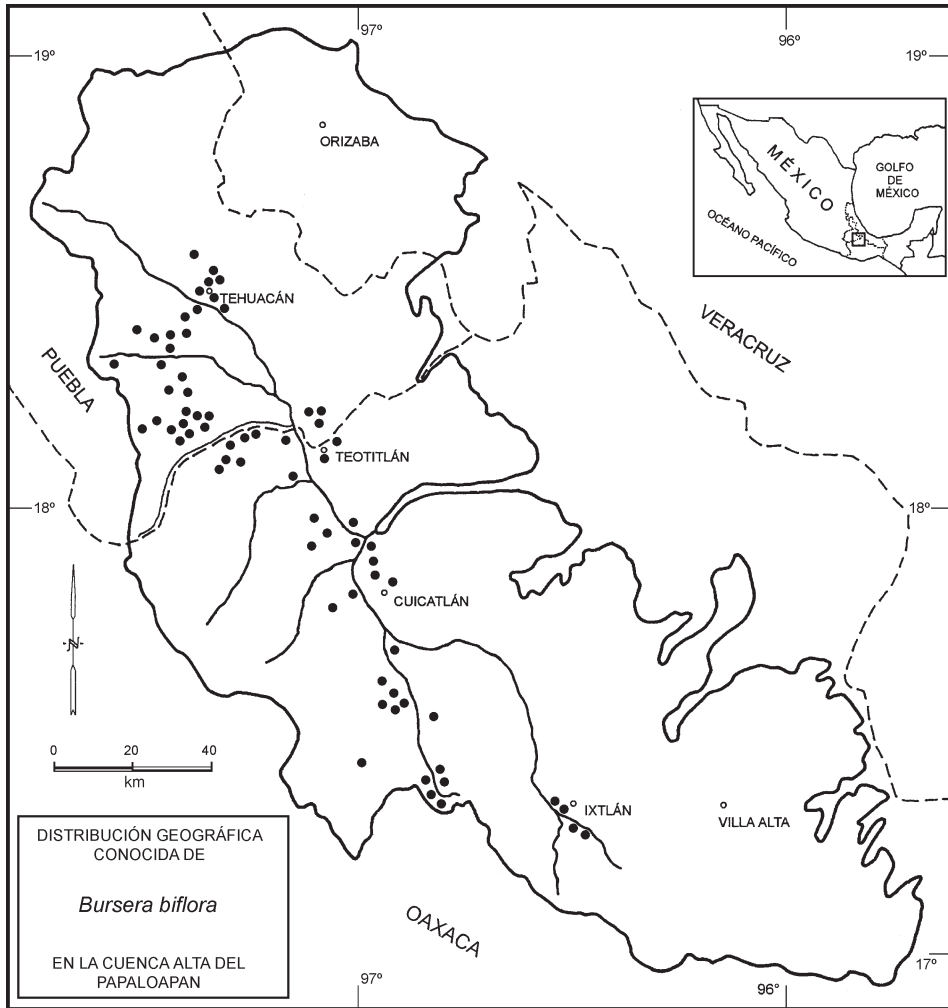 97º
96º
19º
19º
ORIZABA
MÉXICO
GOLFO
DE
MÉXICO
OCÉANO PACÍFICO
TEHUACÁN
VERACRUZ
PUEBLA
TEOTITLÁN
18º
18º
CUICATLÁN
N
0 20 40
km
IXTLÁN
VILLA ALTA
DISTRIBUCIÓN GEOGRÁFICA
CONOCIDA DE
Bursera biflora
EN LA CUENCA ALTA DEL
PAPALOAPAN
OAXACA
17º
97º
96º